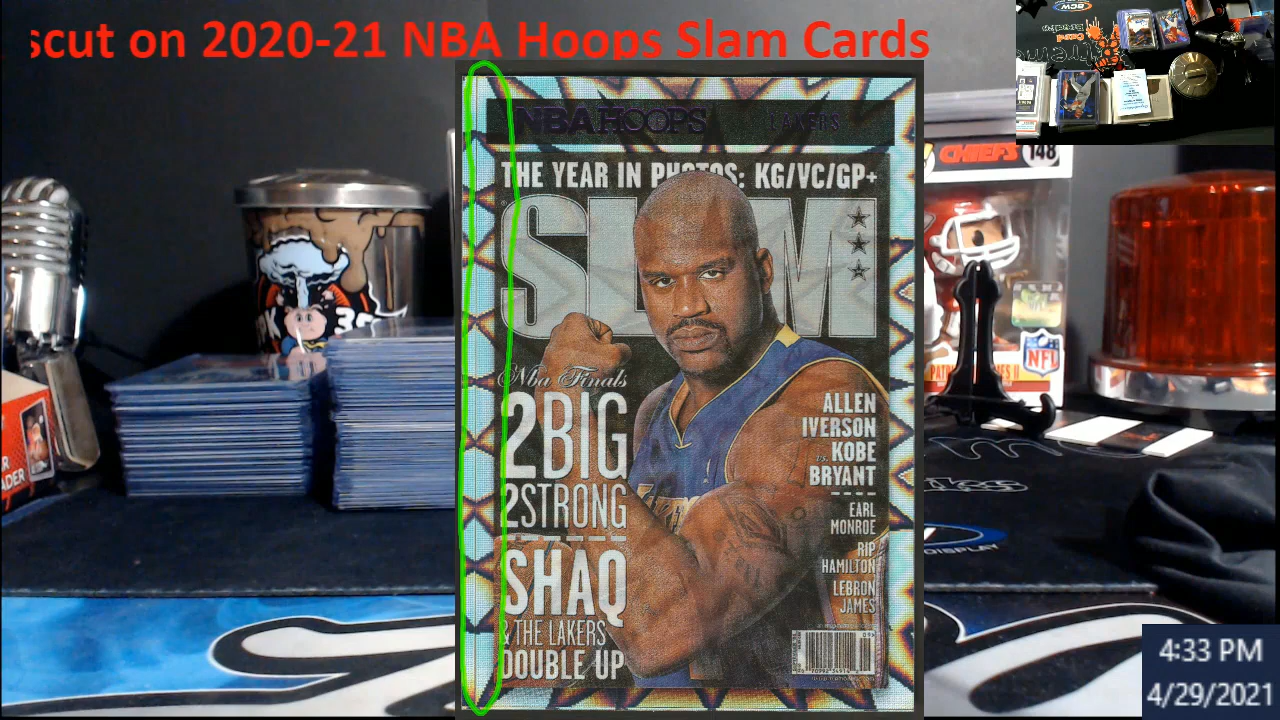 scut on 2020-21 NBA Hoops Slam Cards
NBA HOOPS LAKERS
THE YEAR IN PHOTOS: KG/VC/GP+
SLAM
Nba Finals
2BIG
2STRONG
SHAQ
& THE LAKERS
DOUBLE UP
ALLEN
IVERSON
vs. KOBE
BRYANT
EARL
MONROE
RIP
HAMILTON
LEBRON
JAMES
CHIEFS 148
NFL
DISPLAY
4:33 PM
4/29/2021